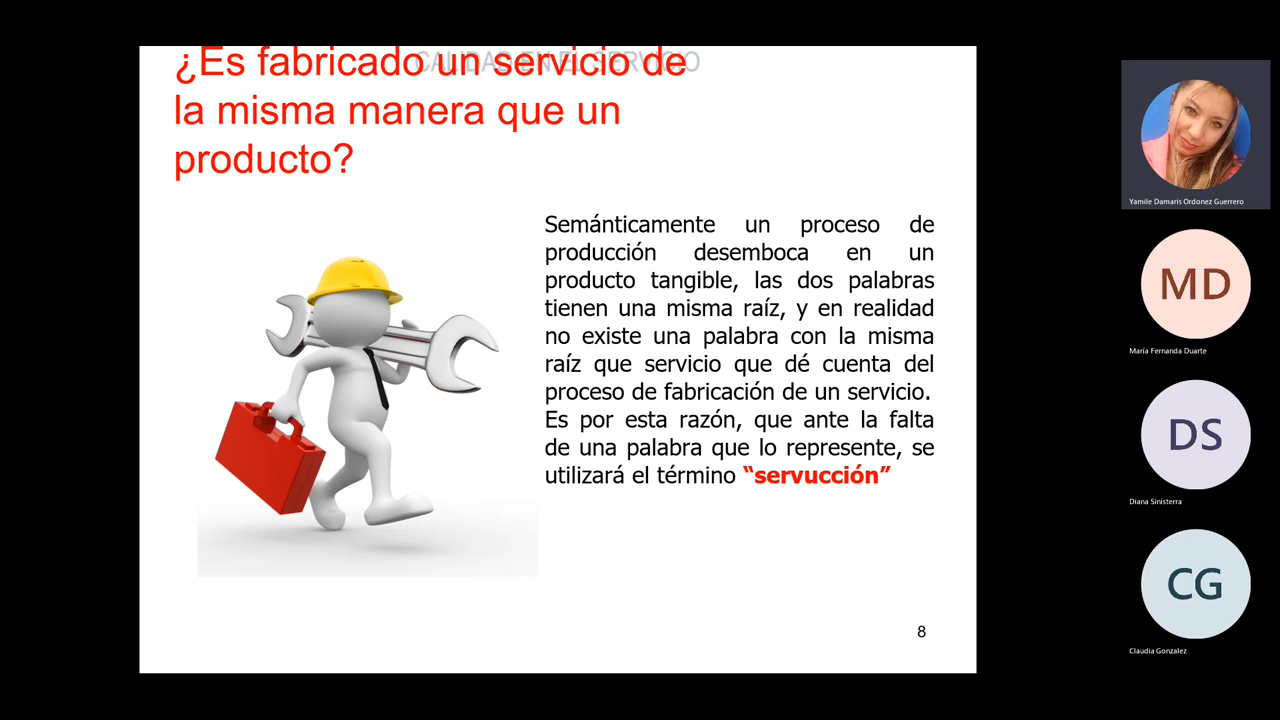 CALIDAD EN EL SERVICIO
¿Es fabricado un servicio de
la misma manera que un
producto?
Semánticamente un proceso de
producción desemboca en un
producto tangible, las dos palabras
tienen una misma raíz, y en realidad
no existe una palabra con la misma
raíz que servicio que dé cuenta del
proceso de fabricación de un servicio.
Es por esta razón, que ante la falta
de una palabra que lo represente, se
utilizará el término “servucción”
8
Yamile Damaris Ordonez Guerrero
MD
María Fernanda Duarte
DS
Diana Sinisterra
CG
Claudia Gonzalez